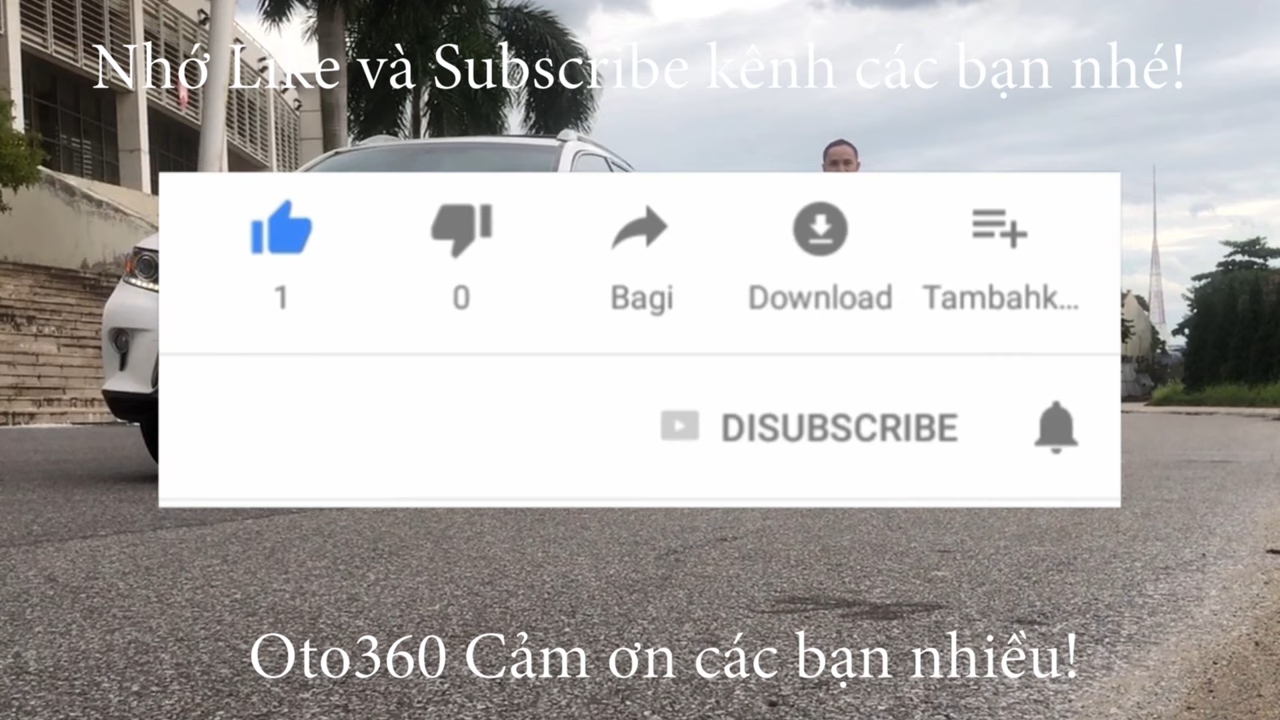 Nhớ Like và Subscribe kênh các bạn nhé!
1
0
Bagi
Download
Tambahk...
DISUBSCRIBE
Oto360 Cảm ơn các bạn nhiều!